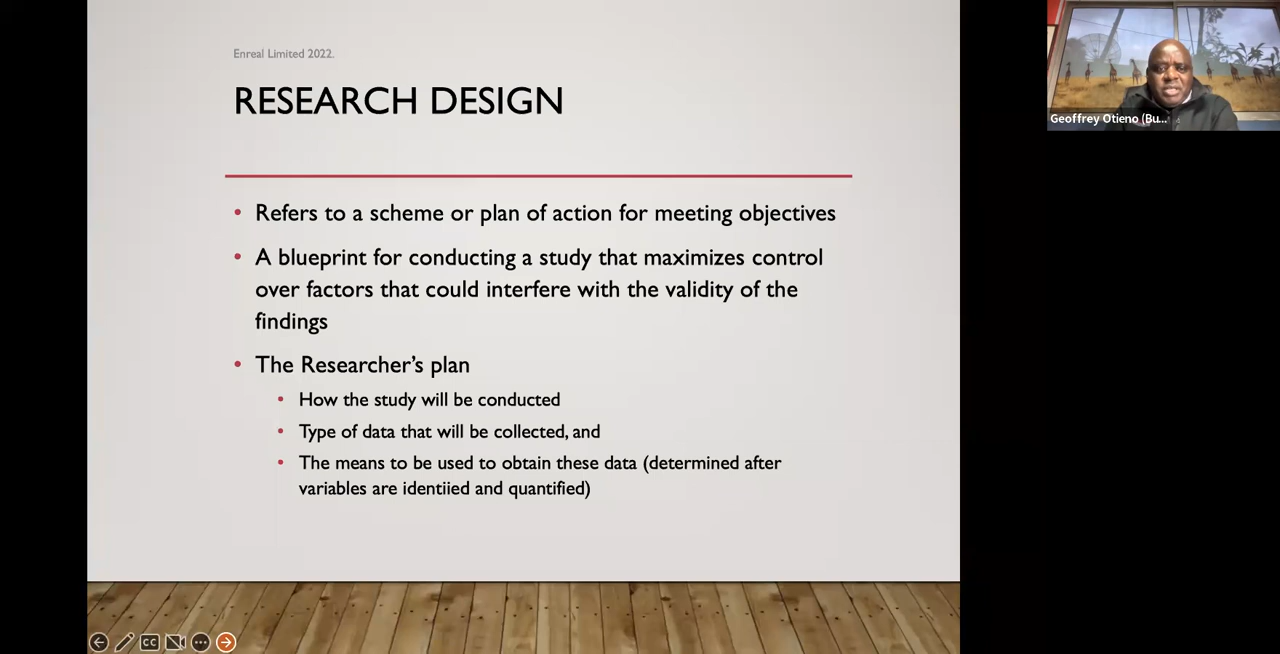 Enreal Limited 2022.
RESEARCH DESIGN
• Refers to a scheme or plan of action for meeting objectives
• A blueprint for conducting a study that maximizes control
over factors that could interfere with the validity of the
findings
• The Researcher's plan
• How the study will be conducted
• Type of data that will be collected, and
• The means to be used to obtain these data (determined after
variables are identiied and quantified)
Geoffrey Otieno (Bu...
CC